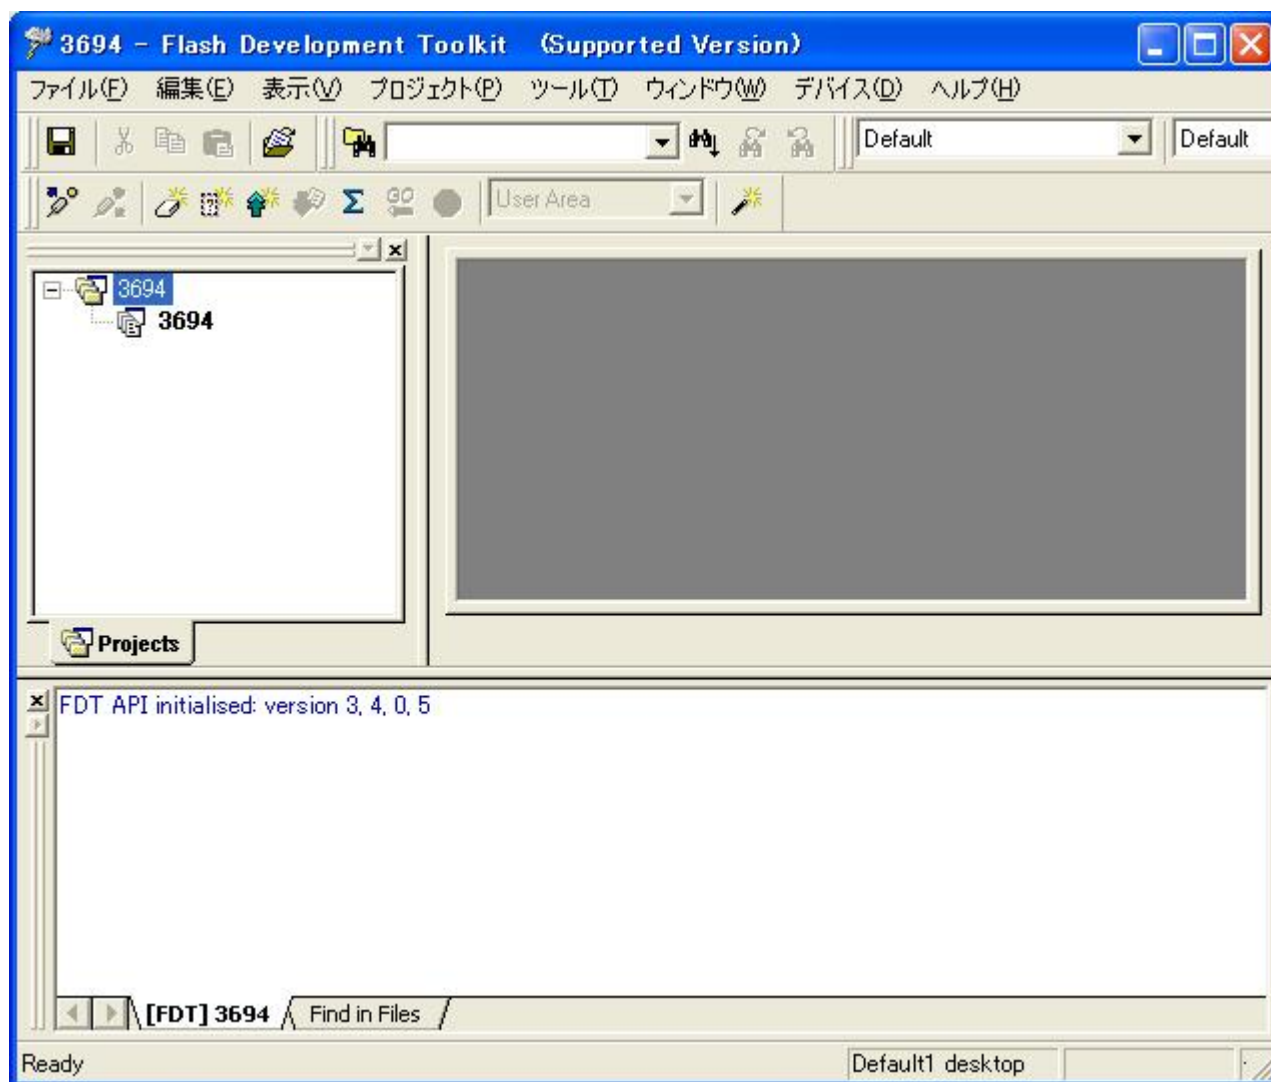 3694 - Flash Development Toolkit (Supported Version)
ファイル(F) 編集(E) 表示(V) プロジェクト(P) ツール(T) ウィンドウ(W) デバイス(D) ヘルプ(H)
Default Default
GO User Area
3694
3694
Projects
FDT API initialised: version 3, 4, 0, 5
[FDT] 3694 Find in Files
Ready Default1 desktop